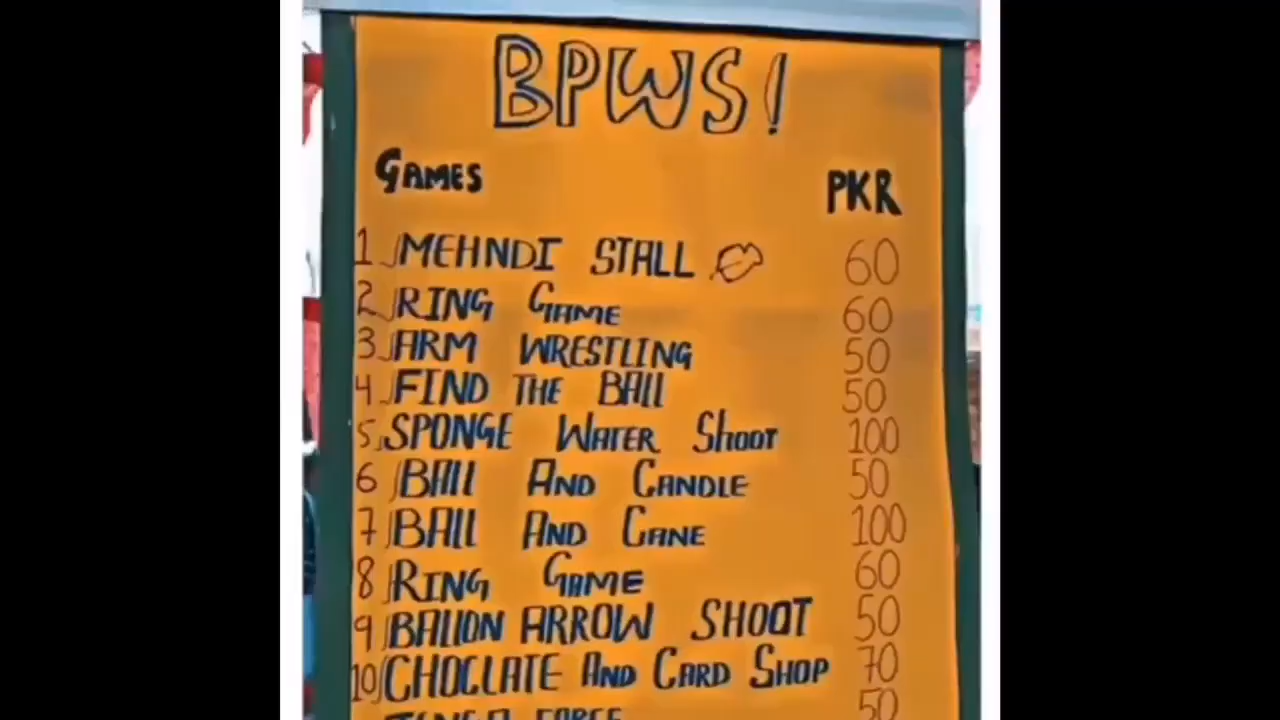 BPWS!
GAMES PKR
1 MEHNDI STALL 60
2 RING GAME 60
3 ARM WRESTLING 50
4 FIND THE BALL 50
5 SPONGE WATER SHOOT 100
6 BALL AND CANDLE 50
7 BALL AND CANE 100
8 RING GAME 60
9 BALLON ARROW SHOOT 50
10 CHOCLATE AND CARD SHOP 70
50